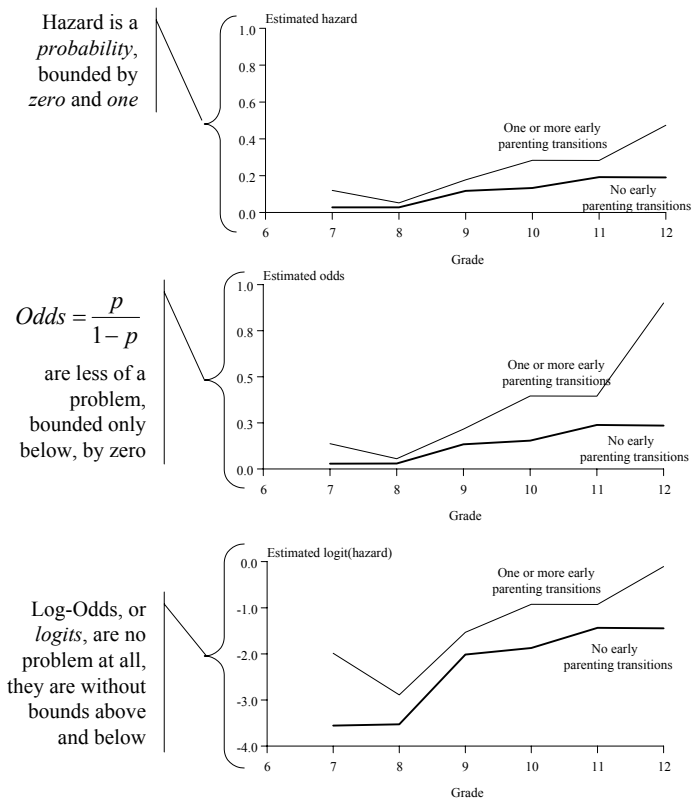 Hazard is a
probability,
bounded by
zero and one
Estimated hazard
1.0
0.8
0.6
0.4
0.2
0.0
One or more early
parenting transitions
No early
parenting transitions
6 7 8 9 10 11 12
Grade
Odds = p / 1 − p
are less of a
problem,
bounded only
below, by zero
Estimated odds
1.0
0.8
0.5
0.3
0.0
One or more early
parenting transitions
No early
parenting transitions
6 7 8 9 10 11 12
Grade
Log-Odds, or
logits, are no
problem at all,
they are without
bounds above
and below
Estimated logit(hazard)
0.0
-1.0
-2.0
-3.0
-4.0
One or more early
parenting transitions
No early
parenting transitions
6 7 8 9 10 11 12
Grade